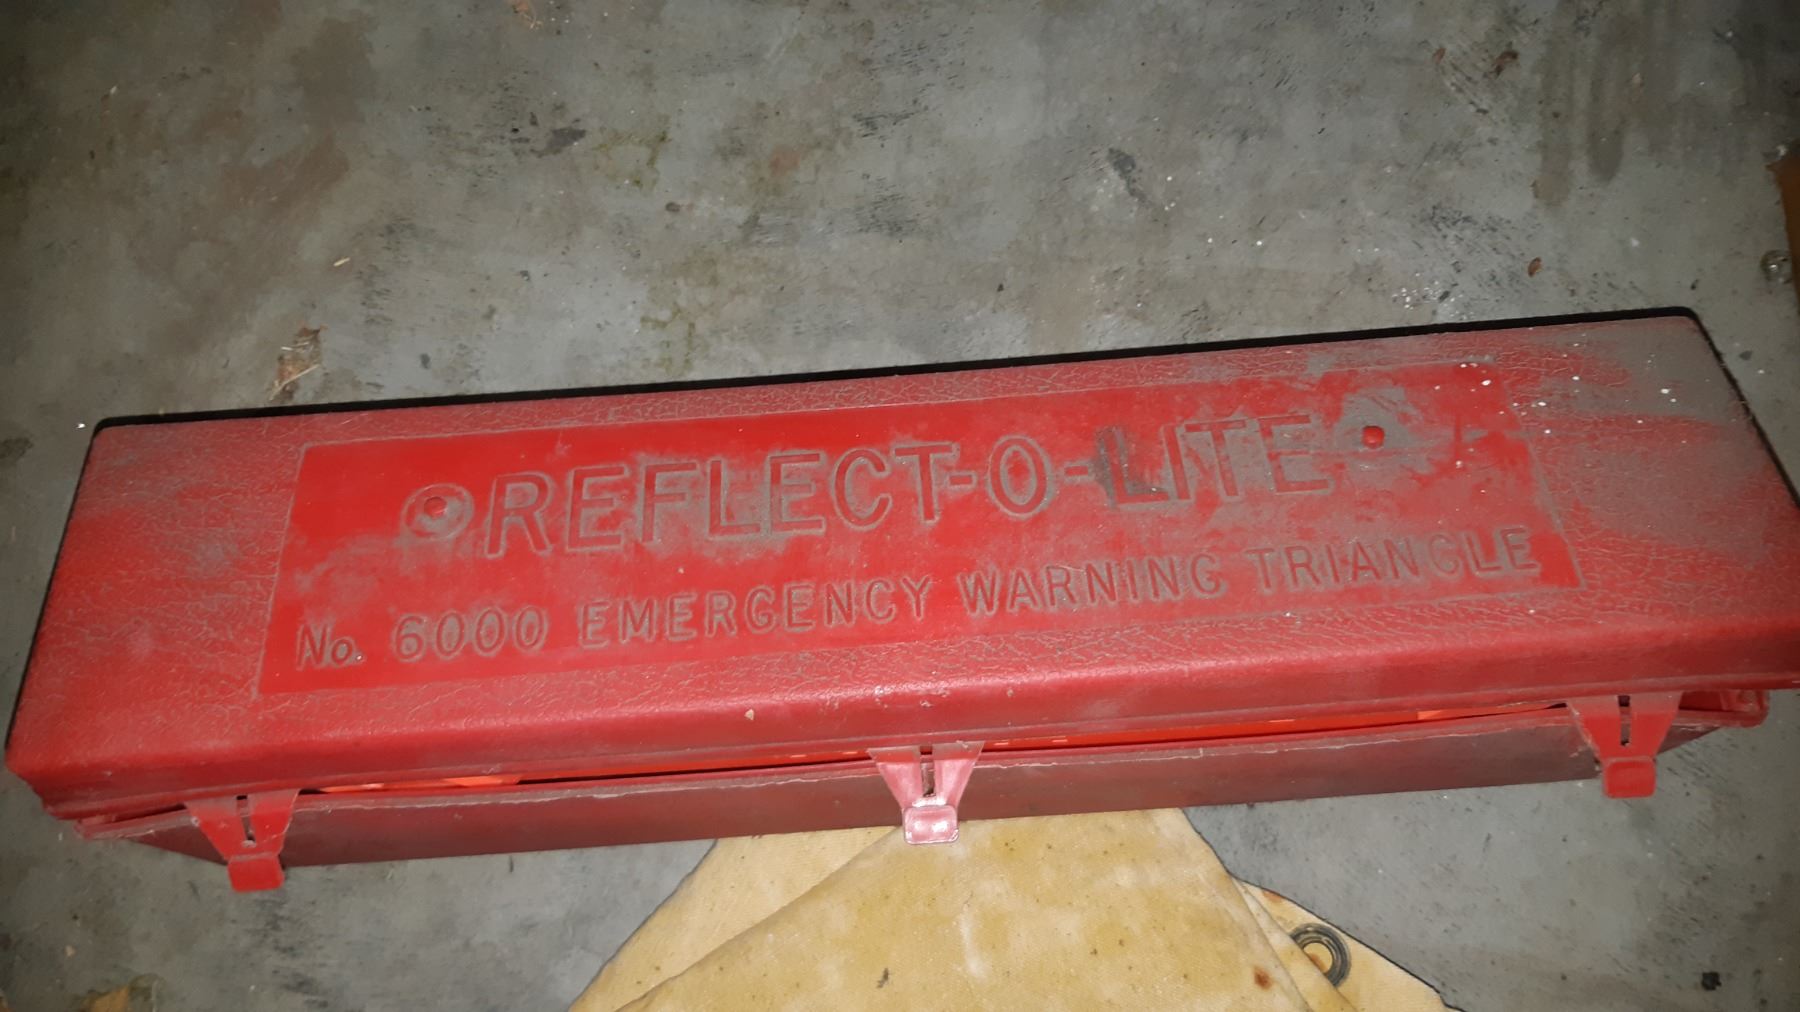 REFLECT-O-LITE
No. 6000 EMERGENCY WARNING TRIANGLE